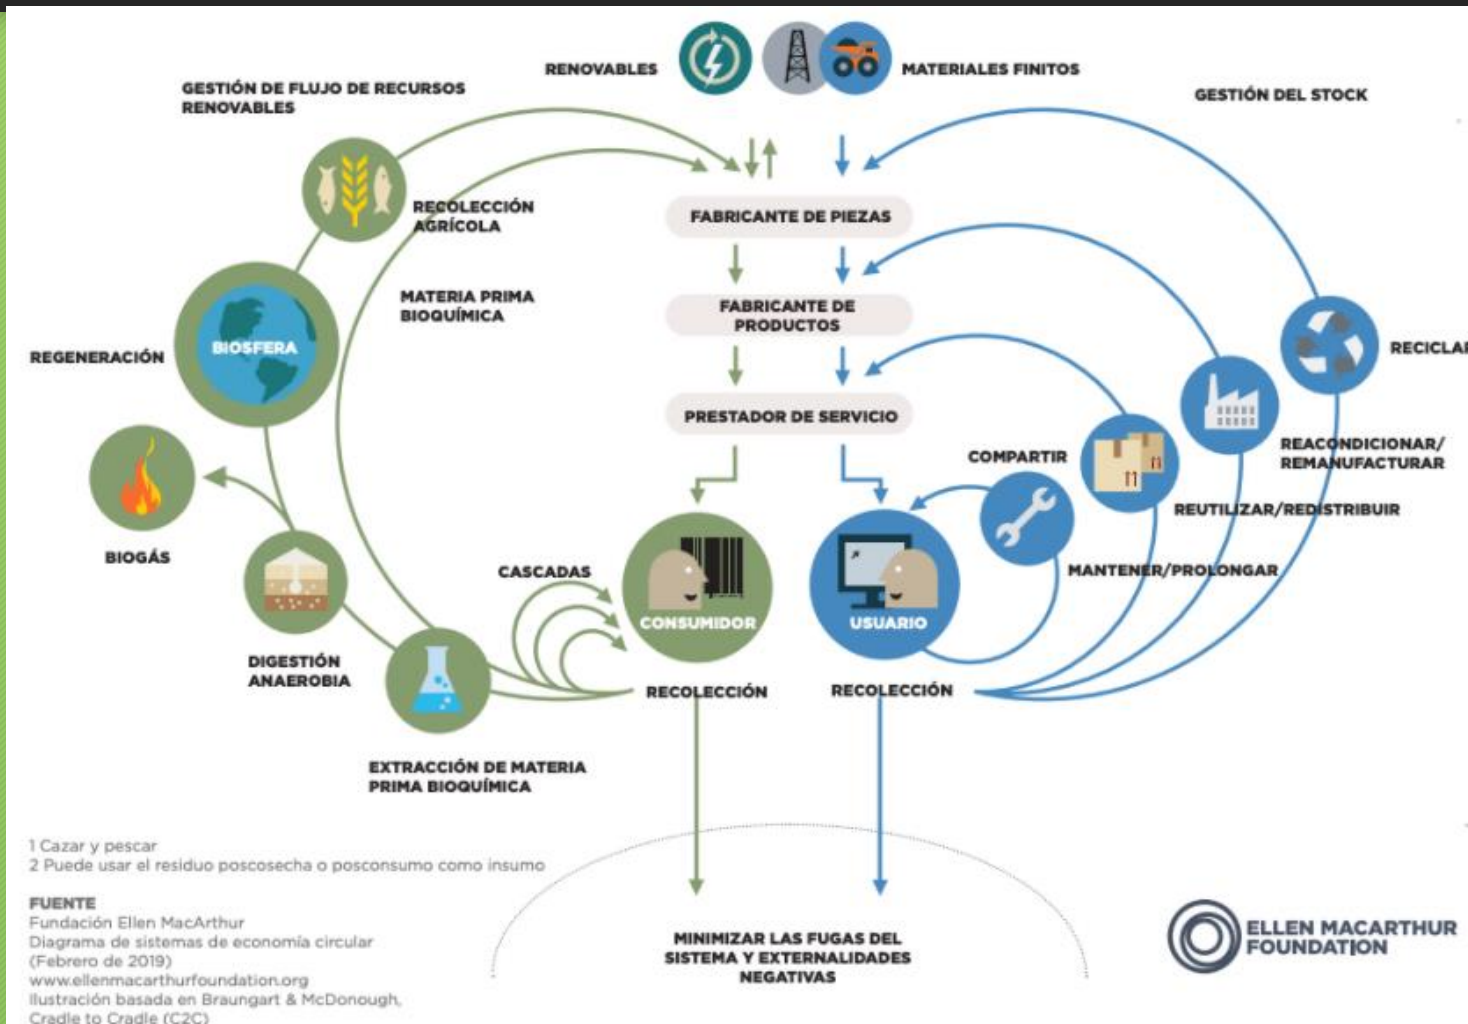 RENOVABLES
MATERIALES FINITOS
GESTIÓN DE FLUJO DE RECURSOS
RENOVABLES
GESTIÓN DEL STOCK
RECOLECCIÓN
AGRÍCOLA
FABRICANTE DE PIEZAS
MATERIA PRIMA
BIOQUÍMICA
FABRICANTE DE
PRODUCTOS
BIOSFERA
REGENERACIÓN
RECICLAR
PRESTADOR DE SERVICIO
REACONDICIONAR/
REMANUFACTURAR
COMPARTIR
REUTILIZAR/REDISTRIBUIR
BIOGÁS
CASCADAS
MANTENER/PROLONGAR
CONSUMIDOR
USUARIO
DIGESTIÓN
ANAEROBIA
RECOLECCIÓN
RECOLECCIÓN
EXTRACCIÓN DE MATERIA
PRIMA BIOQUÍMICA
1 Cazar y pescar
2 Puede usar el residuo poscosecha o posconsumo como insumo
FUENTE
Fundación Ellen MacArthur
Diagrama de sistemas de economía circular
(Febrero de 2019)
www.ellenmacarthurfoundation.org
Ilustración basada en Braungart & McDonough,
Cradle to Cradle (C2C)
MINIMIZAR LAS FUGAS DEL
SISTEMA Y EXTERNALIDADES
NEGATIVAS
ELLEN MACARTHUR
FOUNDATION